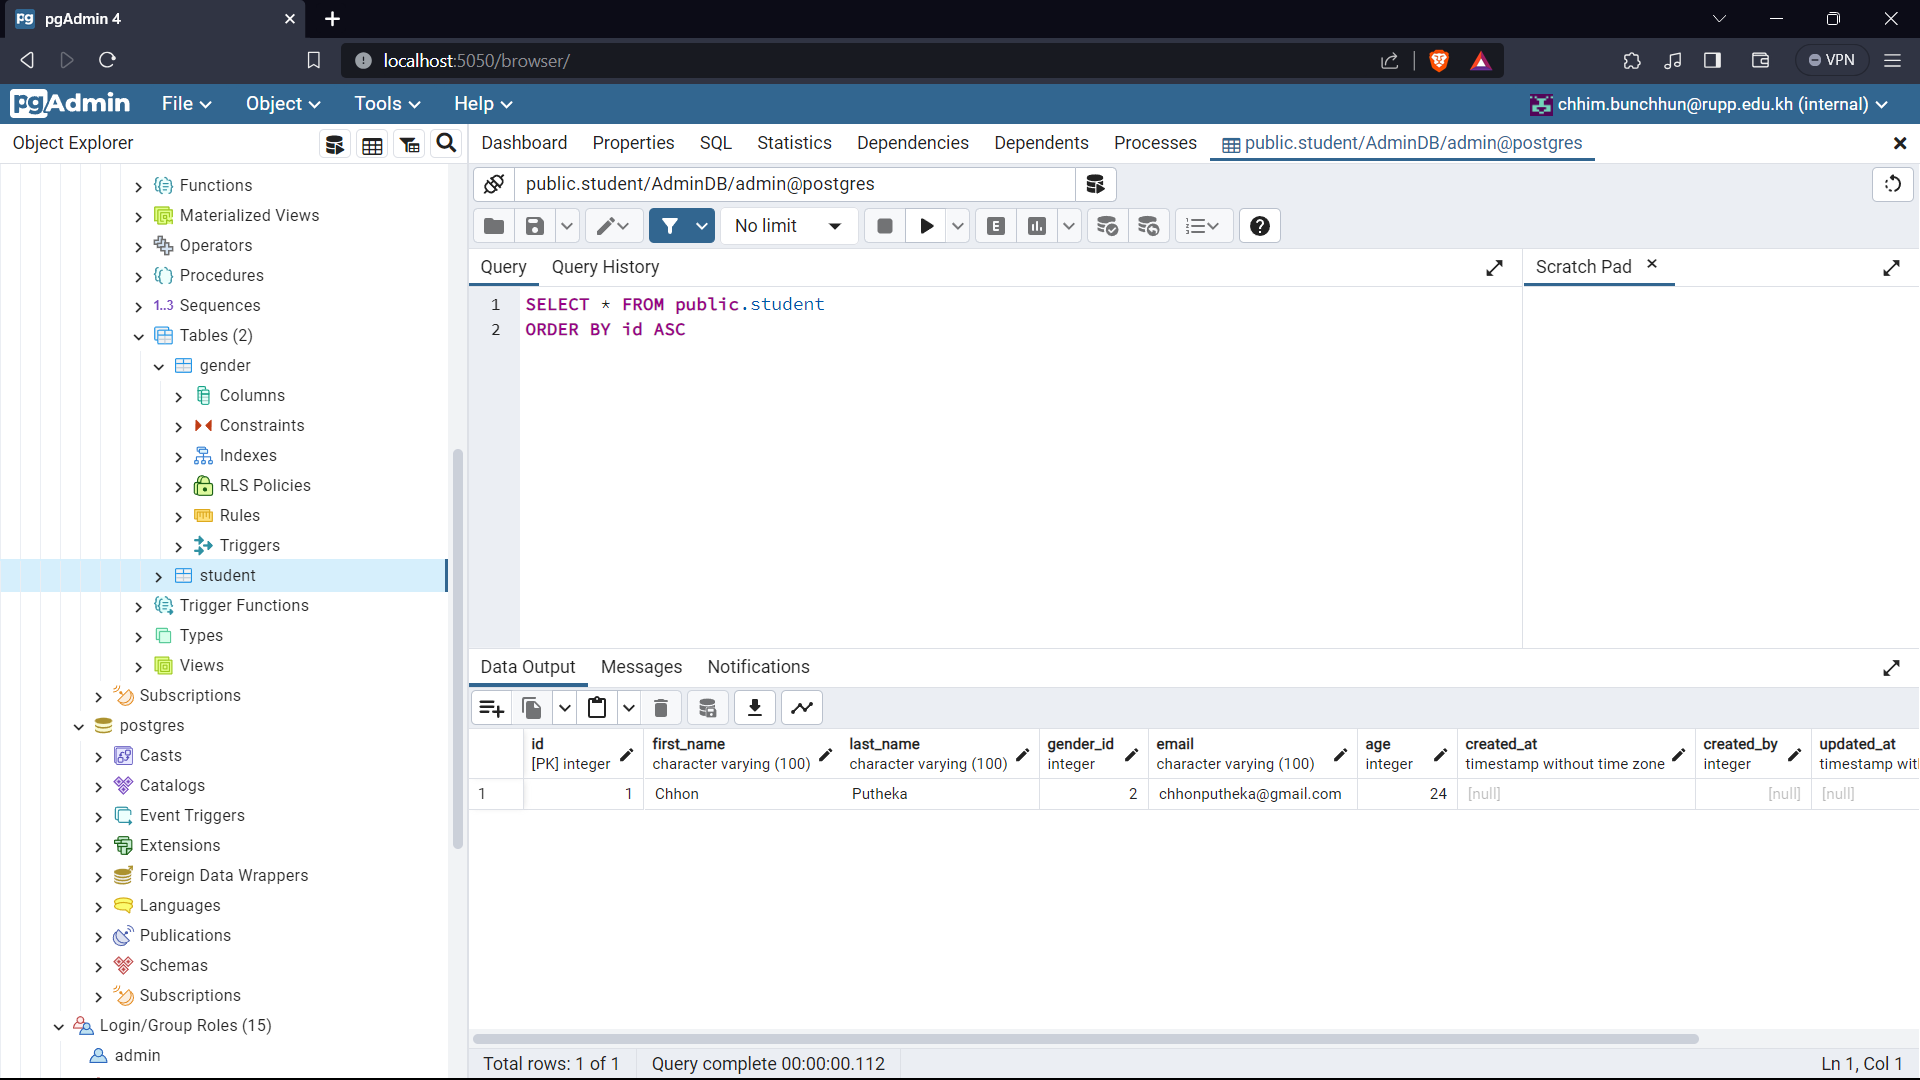 pgAdmin 4
localhost:5050/browser/
VPN
pgAdmin File Object Tools Help chhim.bunchhun@rupp.edu.kh (internal)
Object Explorer
Functions
Materialized Views
Operators
Procedures
1..3 Sequences
Tables (2)
gender
Columns
Constraints
Indexes
RLS Policies
Rules
Triggers
student
Trigger Functions
Types
Views
Subscriptions
postgres
Casts
Catalogs
Event Triggers
Extensions
Foreign Data Wrappers
Languages
Publications
Schemas
Subscriptions
Login/Group Roles (15)
admin
Dashboard Properties SQL Statistics Dependencies Dependents Processes public.student/AdminDB/admin@postgres
public.student/AdminDB/admin@postgres
No limit E
Query Query History Scratch Pad
1 SELECT * FROM public.student
2 ORDER BY id ASC
Data Output Messages Notifications
id first_name last_name gender_id email age created_at created_by updated_at
[PK] integer character varying (100) character varying (100) integer character varying (100) integer timestamp without time zone integer timestamp wit
1 1 Chhon Putheka 2 chhonputheka@gmail.com 24 [null] [null] [null]
Total rows: 1 of 1 Query complete 00:00:00.112 Ln 1, Col 1